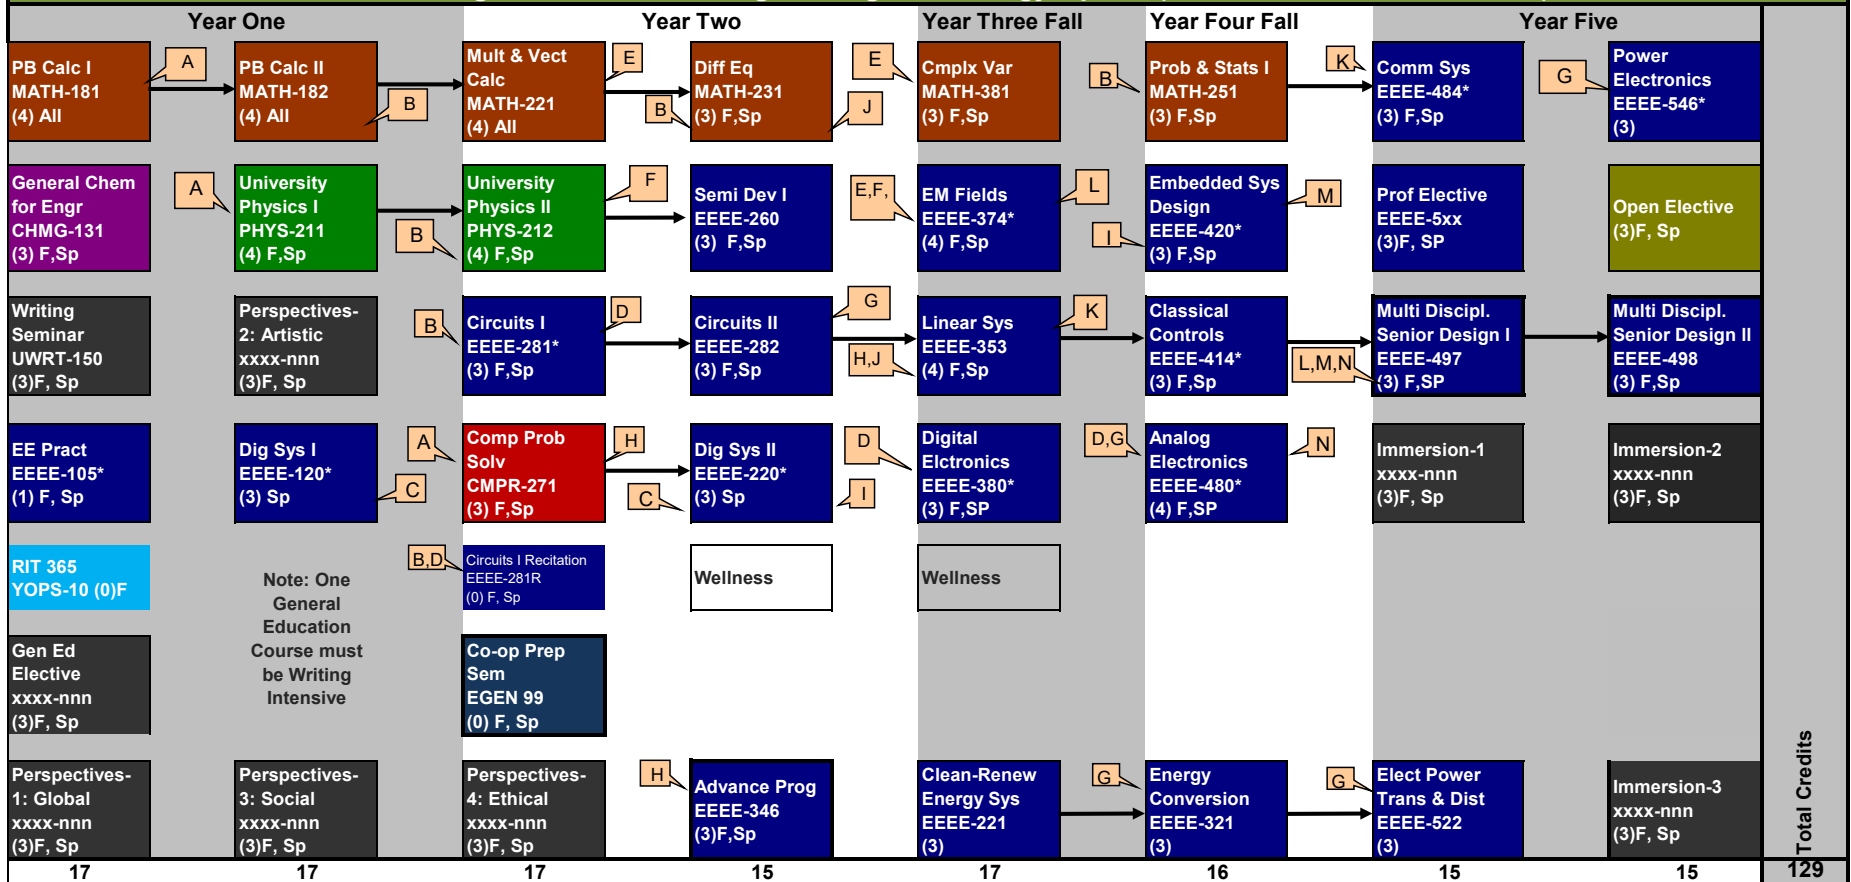 Year One
Year Two
Year Three Fall
Year Four Fall
Year Five
PB Calc I
MATH-181
(4) All
A
PB Calc II
MATH-182
(4) All
B
Mult & Vect
Calc
MATH-221
(4) All
E
B
Diff Eq
MATH-231
(3) F,Sp
J
E
Cmplx Var
MATH-381
(3) F,Sp
B
Prob & Stats I
MATH-251
(3) F,Sp
K
Comm Sys
EEEE-484*
(3) F,Sp
G
Power
Electronics
EEEE-546*
(3)
General Chem
for Engr
CHMG-131
(3) F,Sp
A
University
Physics I
PHYS-211
(4) F,Sp
B
University
Physics II
PHYS-212
(4) F,Sp
F
Semi Dev I
EEEE-260
(3) F,Sp
E,F,
EM Fields
EEEE-374*
(4) F,Sp
L
I
Embedded Sys
Design
EEEE-420*
(3) F,Sp
M
Prof Elective
EEEE-5xx
(3)F, SP
Open Elective
(3)F, Sp
Writing
Seminar
UWRT-150
(3)F, Sp
Perspectives-
2: Artistic
xxxx-nnn
(3)F, Sp
B
Circuits I
EEEE-281*
(3) F,Sp
D
Circuits II
EEEE-282
(3) F,Sp
G
H,J
Linear Sys
EEEE-353
(4) F,Sp
K
Classical
Controls
EEEE-414*
(3) F,Sp
L,M,N
Multi Discipl.
Senior Design I
EEEE-497
(3) F,SP
Multi Discipl.
Senior Design II
EEEE-498
(3) F,Sp
EE Pract
EEEE-105*
(1) F, Sp
Dig Sys I
EEEE-120*
(3) Sp
C
A
Comp Prob
Solv
CMPR-271
(3) F,Sp
H
C
Dig Sys II
EEEE-220*
(3) Sp
D
I
Digital
Elctronics
EEEE-380*
(3) F,SP
D,G
Analog
Electronics
EEEE-480*
(4) F,SP
N
Immersion-1
xxxx-nnn
(3)F, Sp
Immersion-2
xxxx-nnn
(3)F, Sp
RIT 365
YOPS-10 (0)F
Note: One
General
Education
Course must
be Writing
Intensive
B,D
Circuits I Recitation
EEEE-281R
(0) F, Sp
Wellness
Wellness
Gen Ed
Elective
xxxx-nnn
(3)F, Sp
Co-op Prep
Sem
EGEN 99
(0) F, Sp
Perspectives-
1: Global
xxxx-nnn
(3)F, Sp
Perspectives-
3: Social
xxxx-nnn
(3)F, Sp
Perspectives-
4: Ethical
xxxx-nnn
(3)F, Sp
H
Advance Prog
EEEE-346
(3)F,Sp
Clean-Renew
Energy Sys
EEEE-221
(3)
G
Energy
Conversion
EEEE-321
(3)
G
Elect Power
Trans & Dist
EEEE-522
(3)
Immersion-3
xxxx-nnn
(3)F, Sp
Total Credits
17
17
17
15
17
16
15
15
129